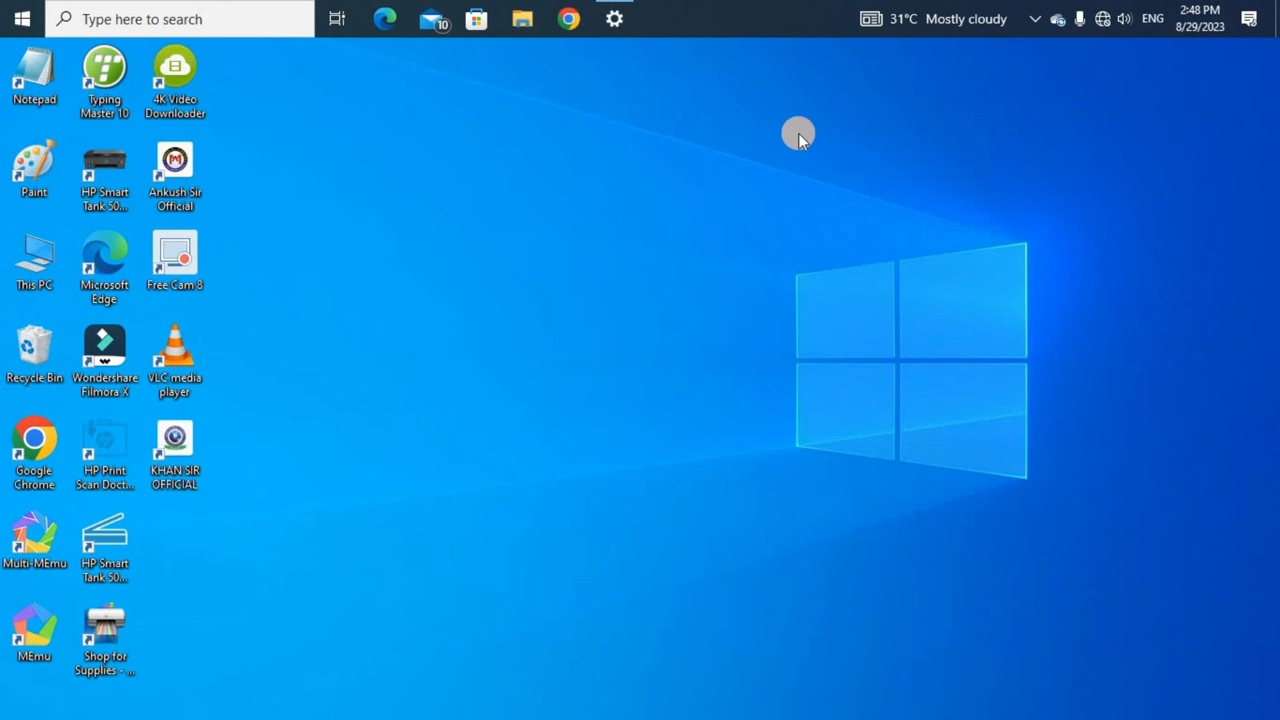 Type here to search
10
31°C Mostly cloudy
ENG
2:48 PM
8/29/2023
Notepad
Typing
Master 10
4K Video
Downloader
Paint
HP Smart
Tank 50...
Ankush Sir
Official
This PC
Microsoft
Edge
Free Cam 8
Recycle Bin
Wondershare
Filmora X
VLC media
player
Google
Chrome
HP Print
Scan Doct...
KHAN SIR
OFFICIAL
Multi-MEmu
HP Smart
Tank 50...
MEmu
Shop for
Supplies - ...